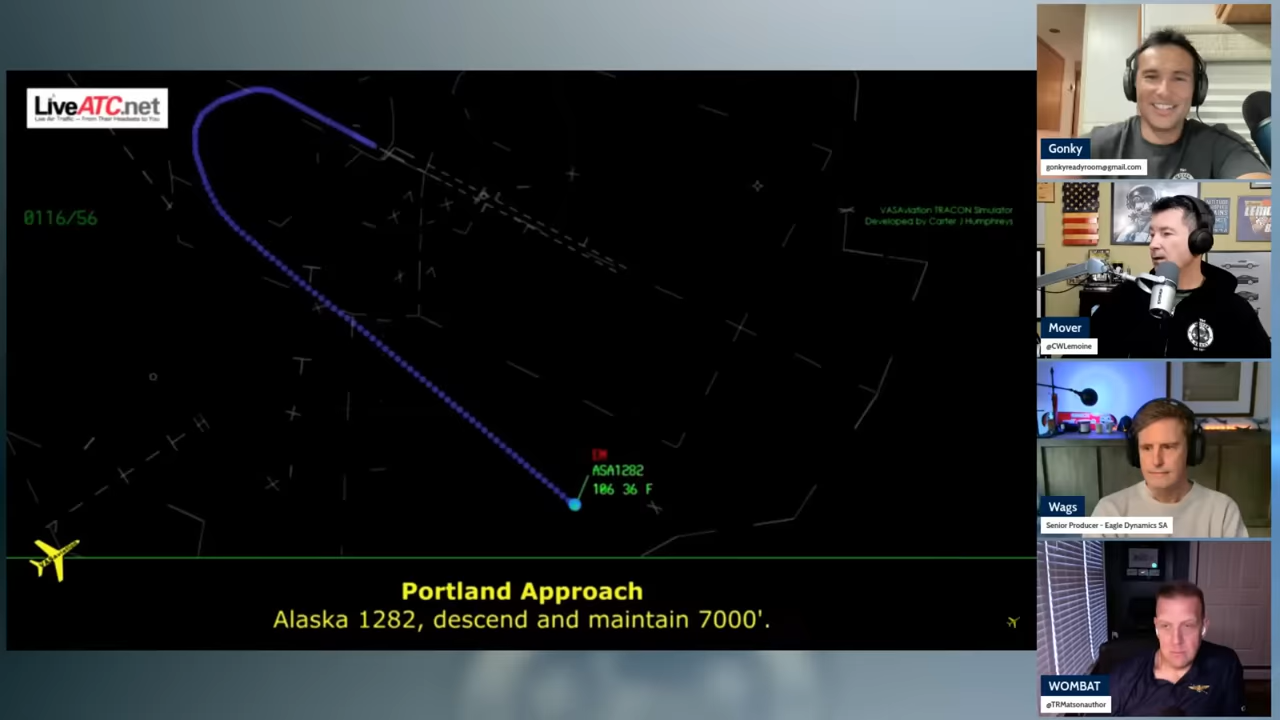 LiveATC.net
Live Air Traffic - From Their Headsets to You
0116/56
VASAviation TRACON Simulator
Developed by Carter J Humphreys
ASA1282
106 36 F
Portland Approach
Alaska 1282, descend and maintain 7000'.
Gonky
gonkyreadyroom@gmail.com
Mover
@CWLemoine
Wags
Senior Producer - Eagle Dynamics SA
WOMBAT
@TRMatsonauthor